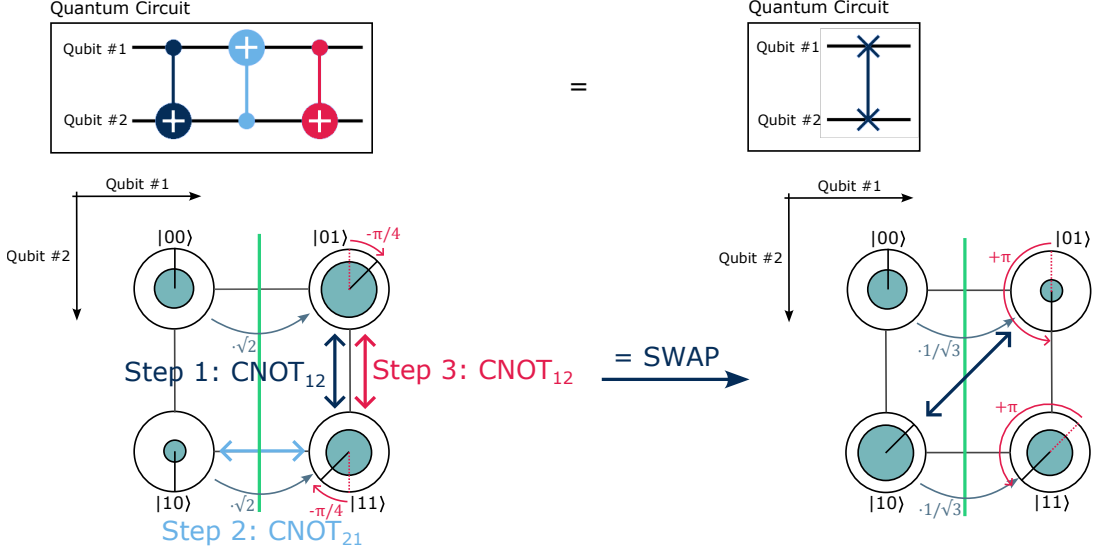 Quantum Circuit
Qubit #1
Qubit #2
=
Quantum Circuit
Qubit #1
Qubit #2
Qubit #1
Qubit #2
|00⟩
|01⟩
-π/4
·√2
Step 1: CNOT₁₂
Step 3: CNOT₁₂
|10⟩
·√2
-π/4
|11⟩
Step 2: CNOT₂₁
= SWAP
Qubit #1
Qubit #2
|00⟩
|01⟩
+π
·1/√3
+π
|10⟩
·1/√3
|11⟩